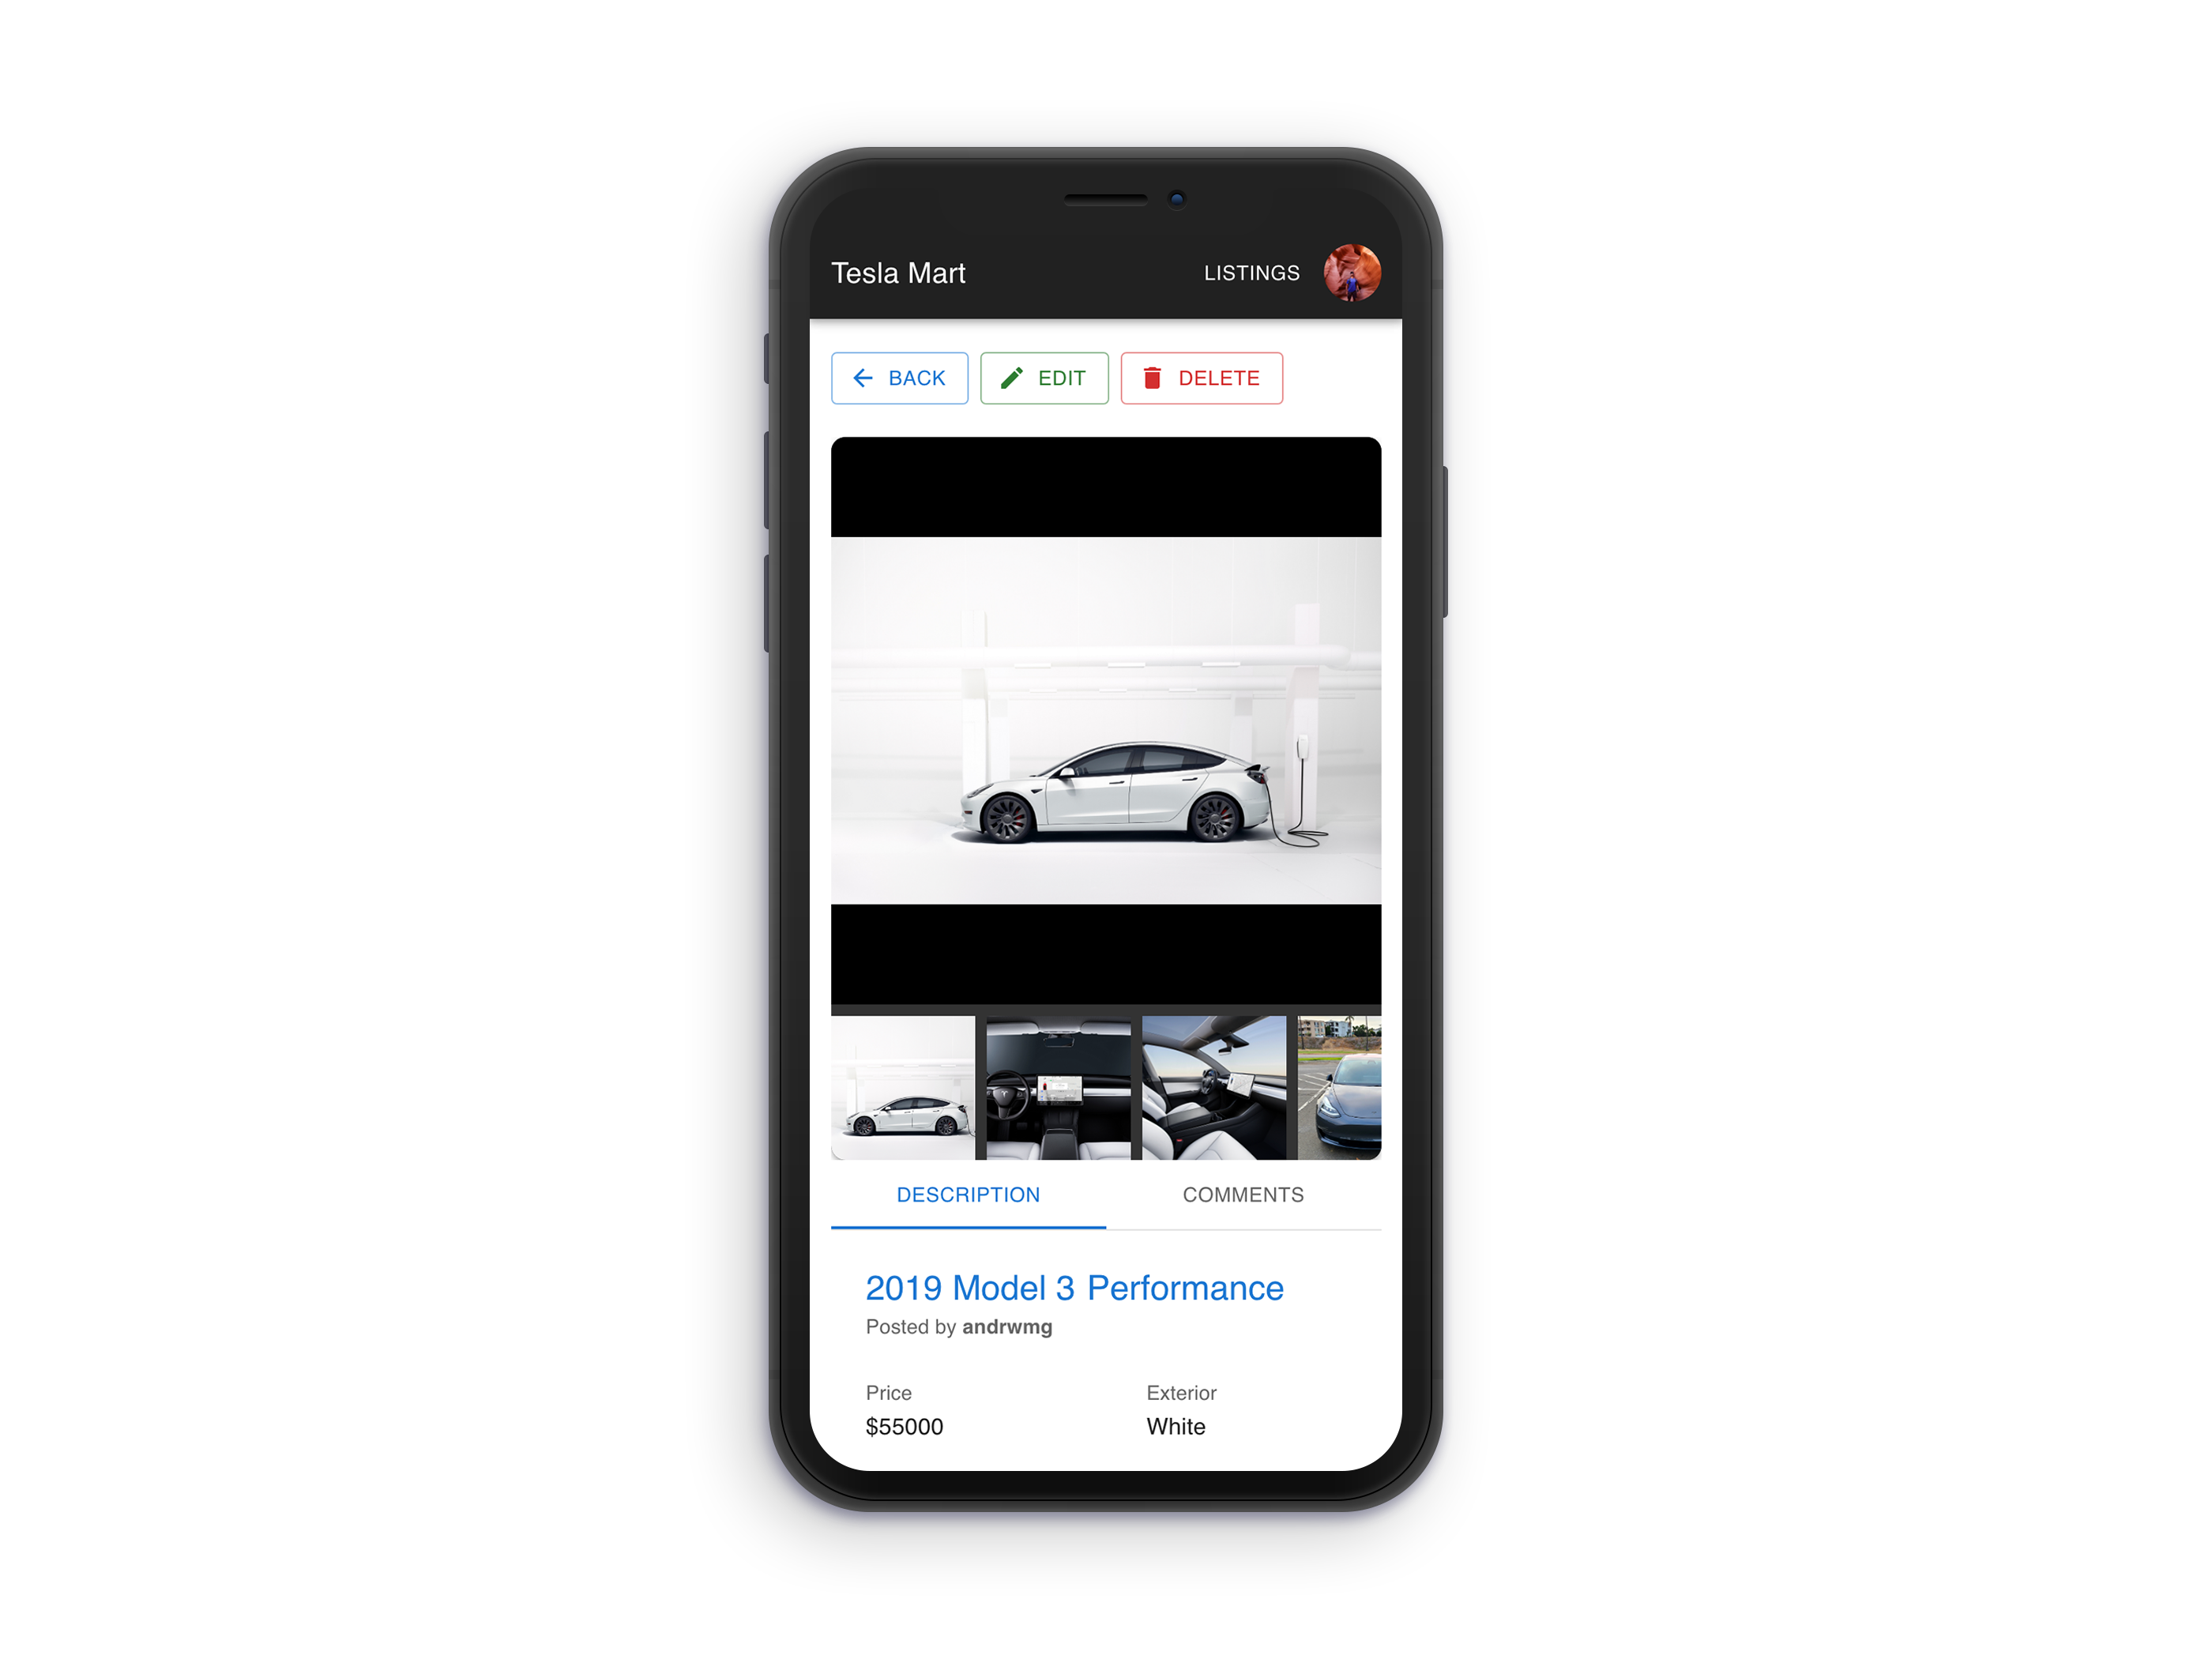 Tesla Mart LISTINGS
BACK EDIT DELETE
DESCRIPTION COMMENTS
2019 Model 3 Performance
Posted by andrwmg
Price Exterior
$55000 White